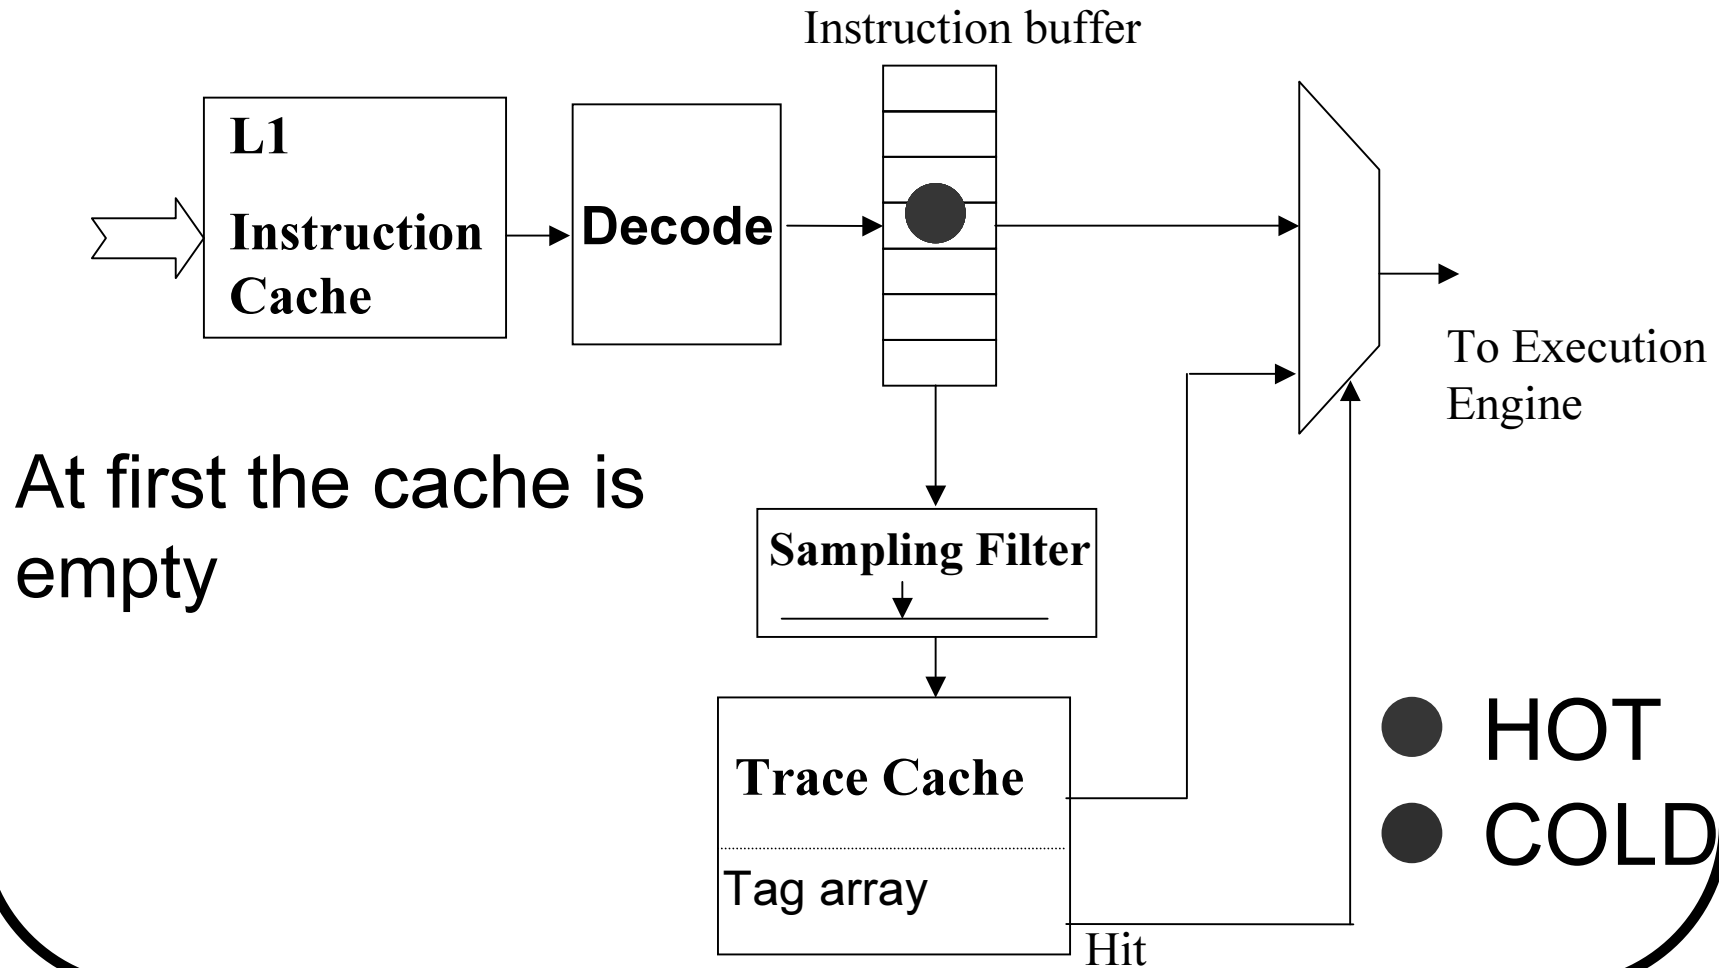 Instruction buffer
L1
Instruction
Cache
Decode
To Execution
Engine
At first the cache is
empty
Sampling Filter
Trace Cache
Tag array
Hit
HOT
COLD